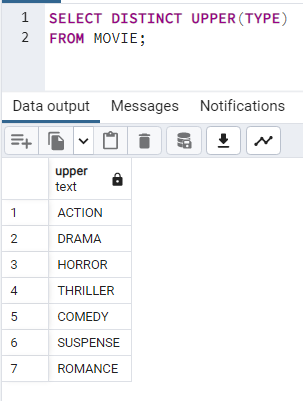 1 SELECT DISTINCT UPPER(TYPE)
2 FROM MOVIE;
Data output Messages Notifications
upper
text
1 ACTION
2 DRAMA
3 HORROR
4 THRILLER
5 COMEDY
6 SUSPENSE
7 ROMANCE